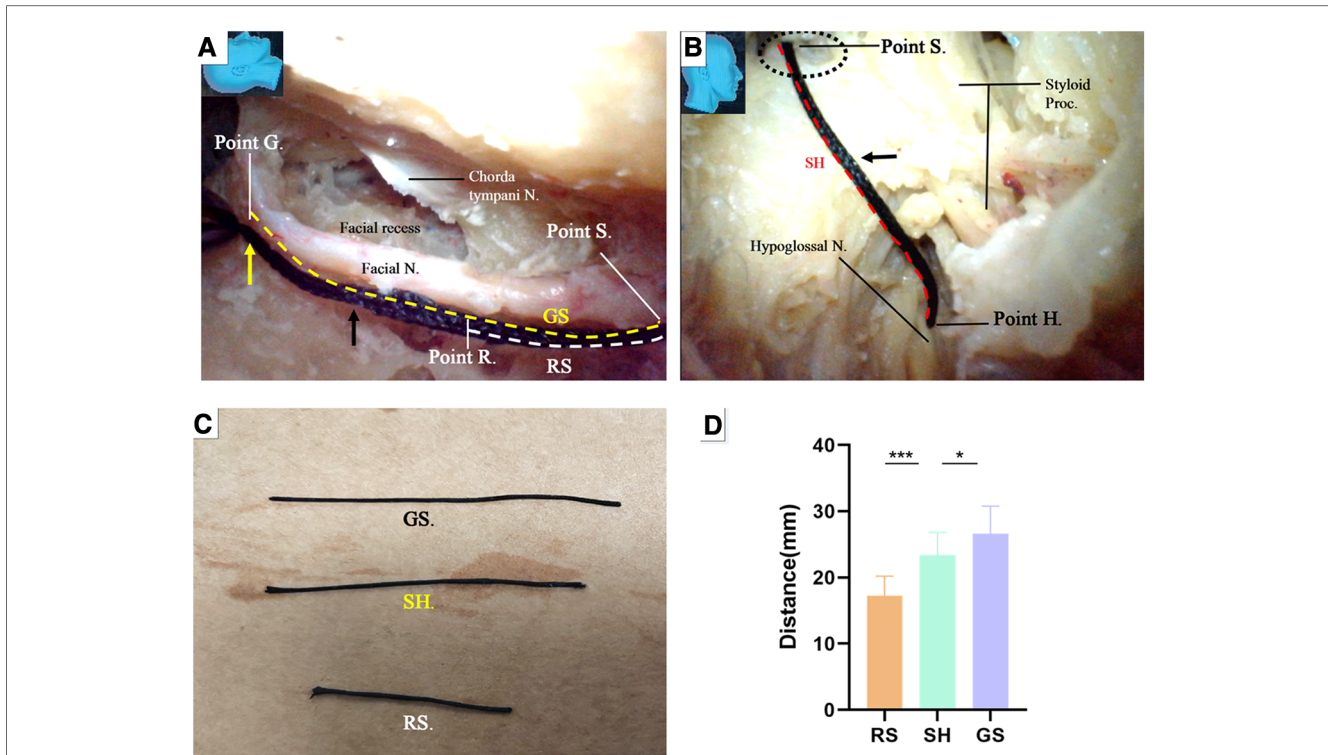 A
Point G.
Chorda
tympani N.
Facial recess
Point S.
Facial N.
GS
Point R.
RS
B
Point S.
Styloid
Proc.
SH
Hypoglossal N.
Point H.
C
GS.
SH.
RS.
D
Distance(mm)
40
30
20
10
0
*** *
RS SH GS